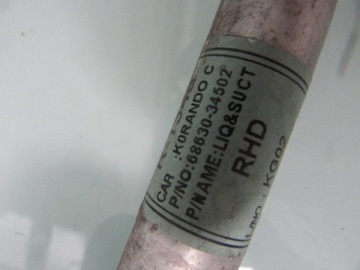 CAR :KORANDO C
P/NO:68630-34502
P/NAME:LIQ&SUCT
RHD